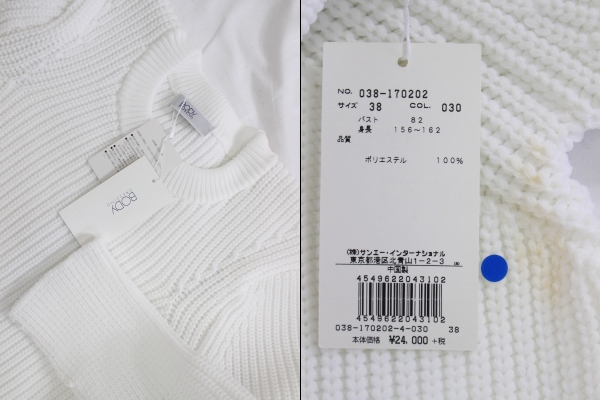 BODY
NO. 038-170202
サイズ 38 COL. 030
バスト 82
身長 156~162
品質
ポリエステル 100%
(株)サンエー・インターナショナル
東京都港区北青山1-2-3
中国製
4549622043102
4549622043102
038-170202-4-030 38
本体価格 ¥24,000+税